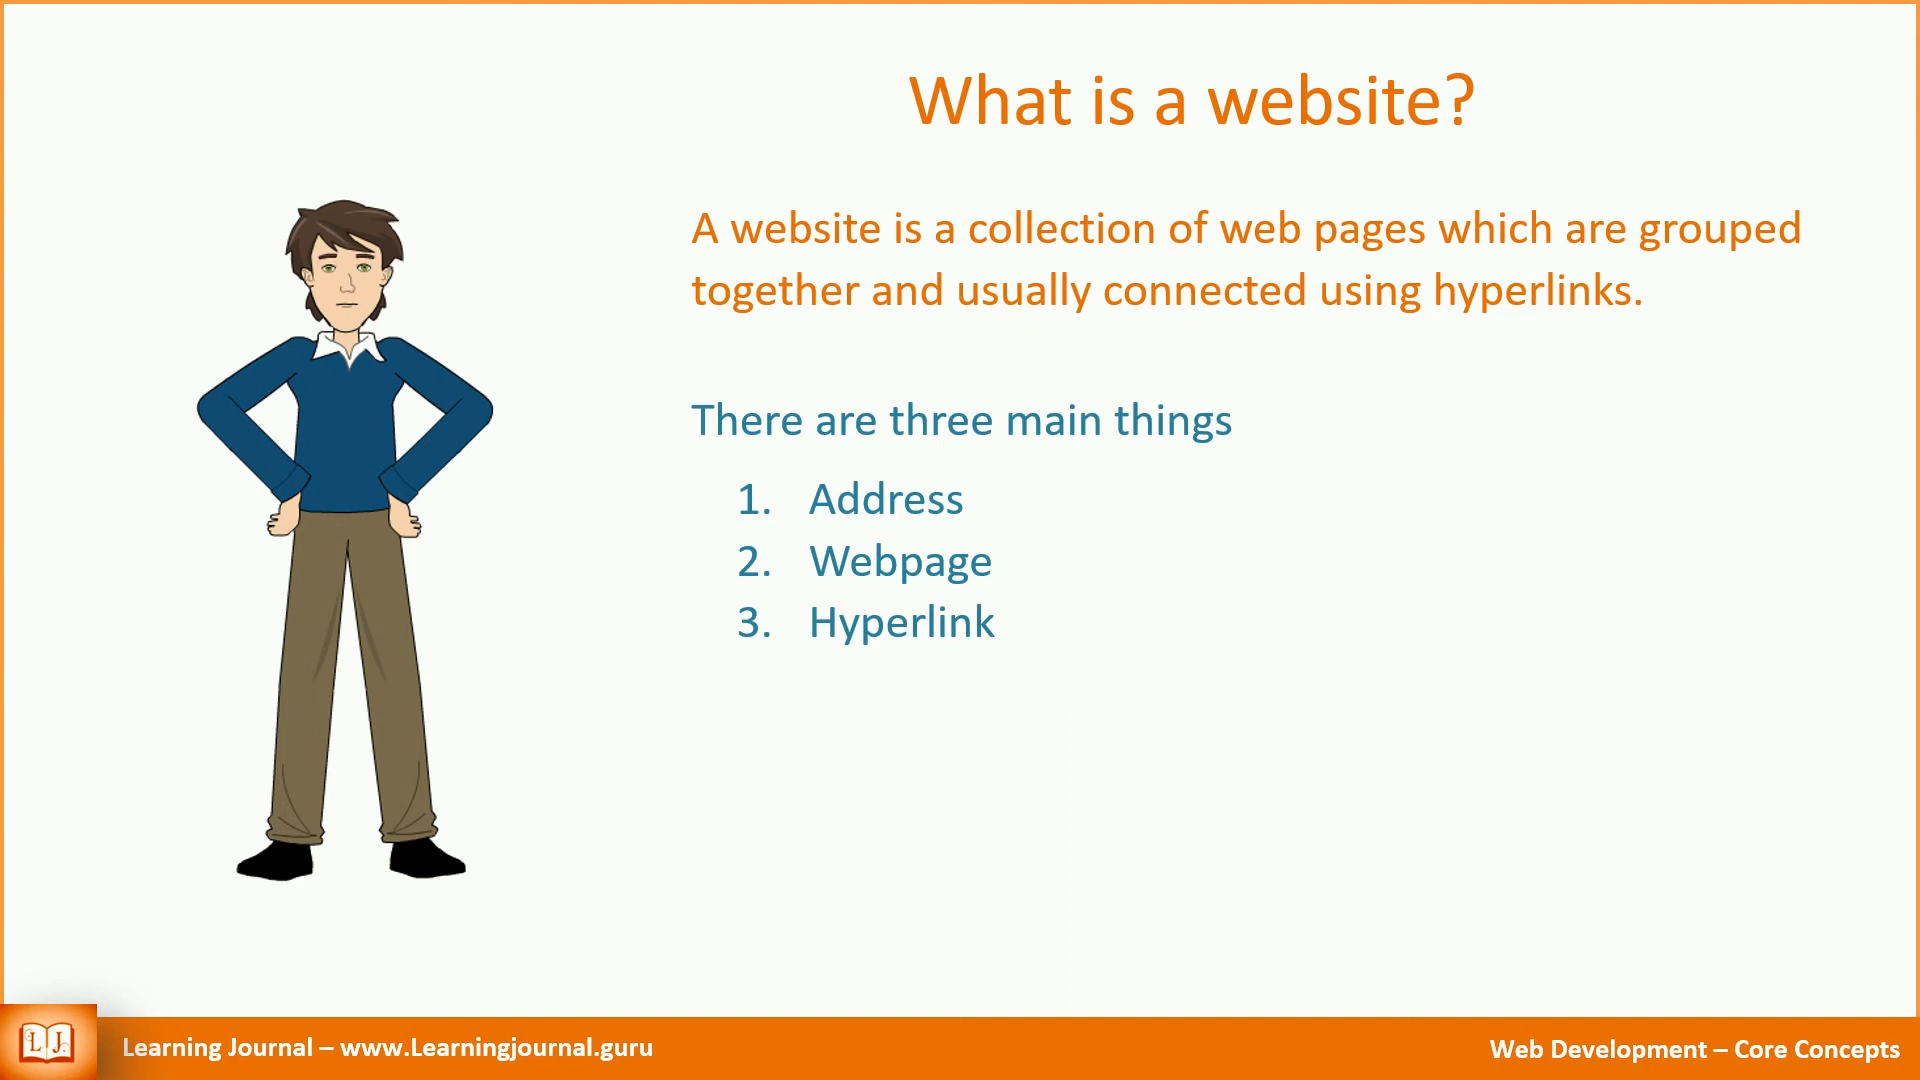 What is a website?
A website is a collection of web pages which are grouped
together and usually connected using hyperlinks.
There are three main things
1. Address
2. Webpage
3. Hyperlink
L J
Learning Journal – www.Learningjournal.guru
Web Development – Core Concepts